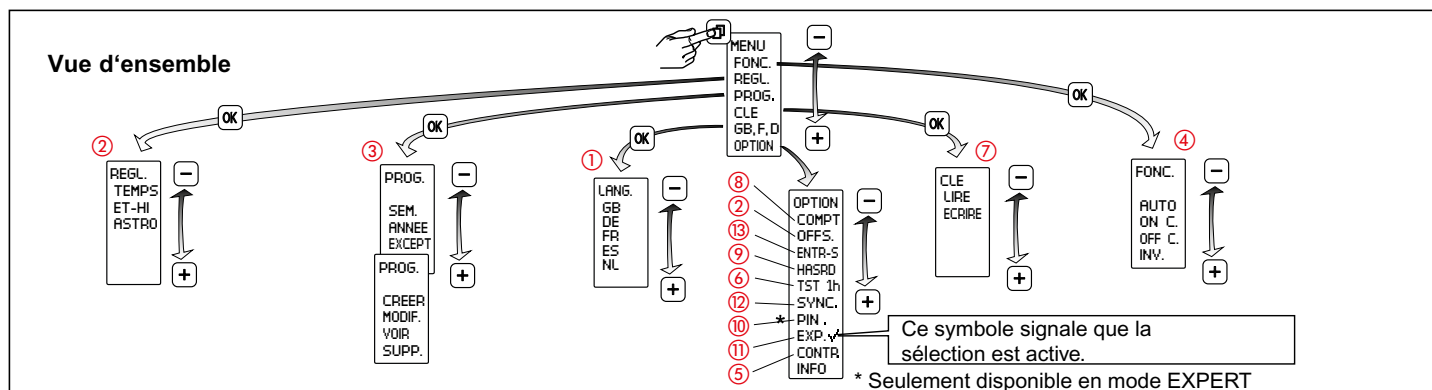 Vue d'ensemble
MENU
FONC.
REGL.
PROG.
CLE
GB,F,D
OPTION
−
+
OK
OK
OK
OK
OK
②
REGL.
TEMPS
ET-HI
ASTRO
−
+
③
PROG.
SEM.
ANNEE
EXCEPT
PROG.
CREER
MODIF.
VOIR
SUPP.
−
+
①
LANG.
GB
DE
FR
ES
NL
−
+
OPTION
⑧ COMPT
② OFFS.
⑬ ENTR-S
⑨ HASRD
⑥ TST 1h
⑫ SYNC.
⑩ * PIN .
⑪ EXP.✓
⑤ CONTR
INFO
−
+
Ce symbole signale que la
sélection est active.
* Seulement disponible en mode EXPERT
⑦
CLE
LIRE
ECRIRE
−
+
④
FONC.
AUTO
ON C.
OFF C.
INV.
−
+